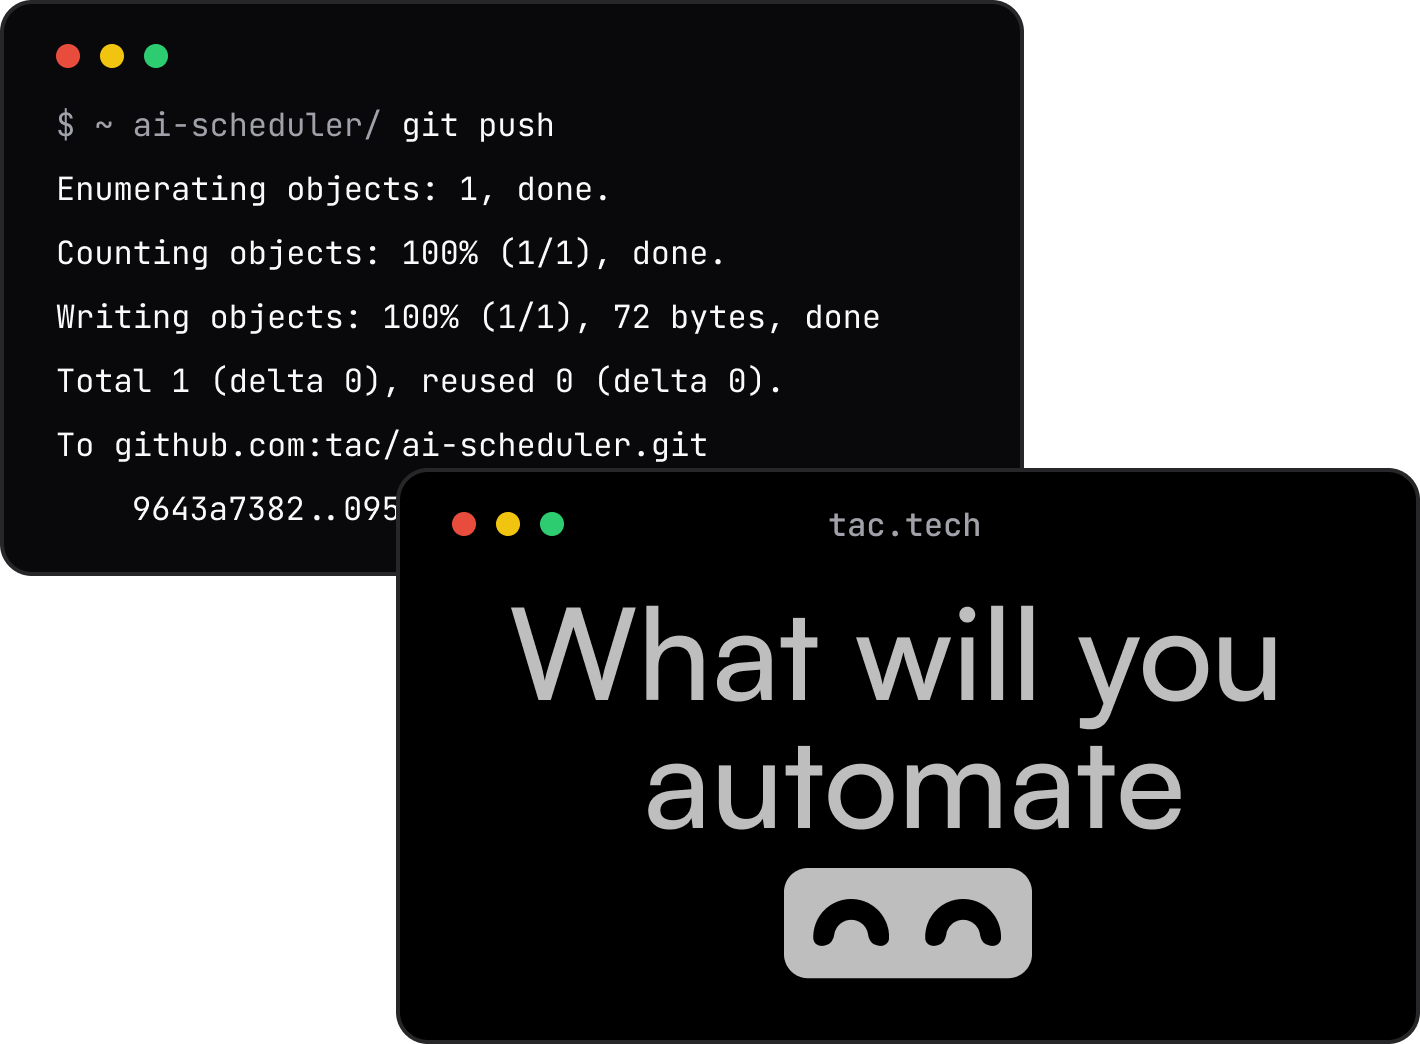 $ ~ ai-scheduler/ git push
Enumerating objects: 1, done.
Counting objects: 100% (1/1), done.
Writing objects: 100% (1/1), 72 bytes, done
Total 1 (delta 0), reused 0 (delta 0).
To github.com:tac/ai-scheduler.git
9643a7382..095
tac.tech
What will you
automate